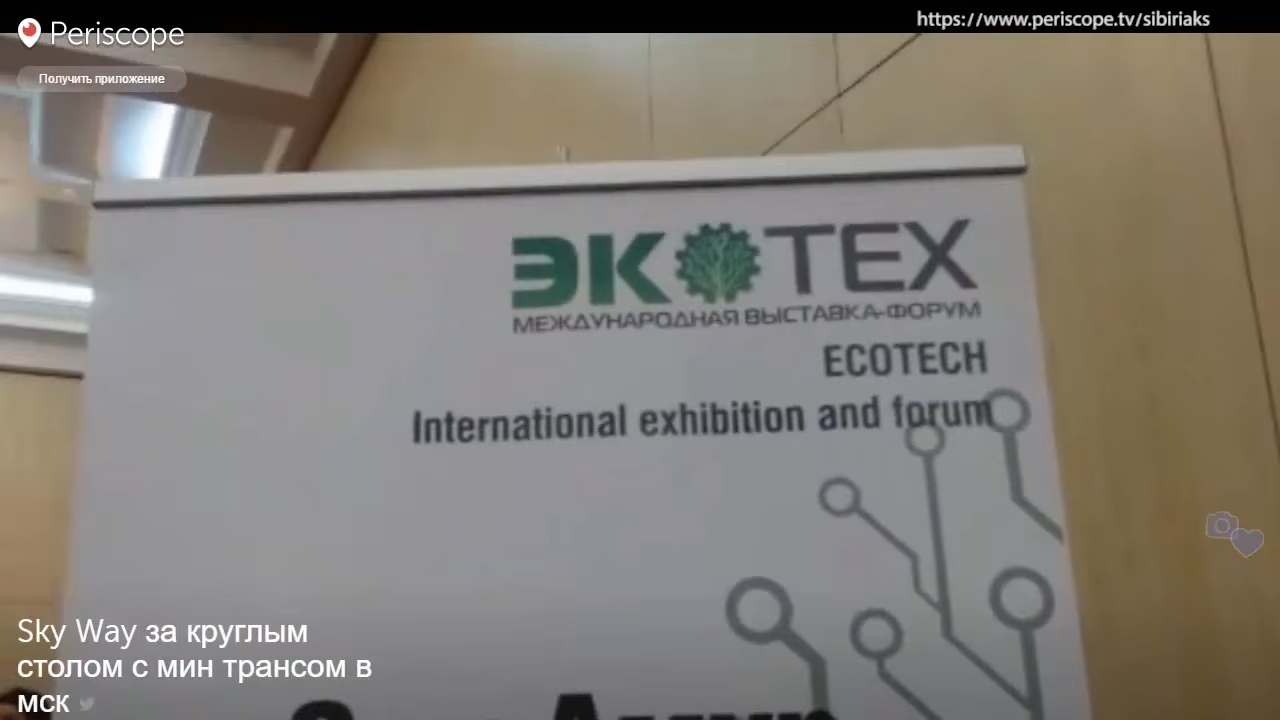 https://www.periscope.tv/sibiriaks
Periscope
Получить приложение
ЭКОТЕХ
МЕЖДУНАРОДНАЯ ВЫСТАВКА-ФОРУМ
ECOTECH
International exhibition and forum
Sky Way за круглым
столом с мин трансом в
мск